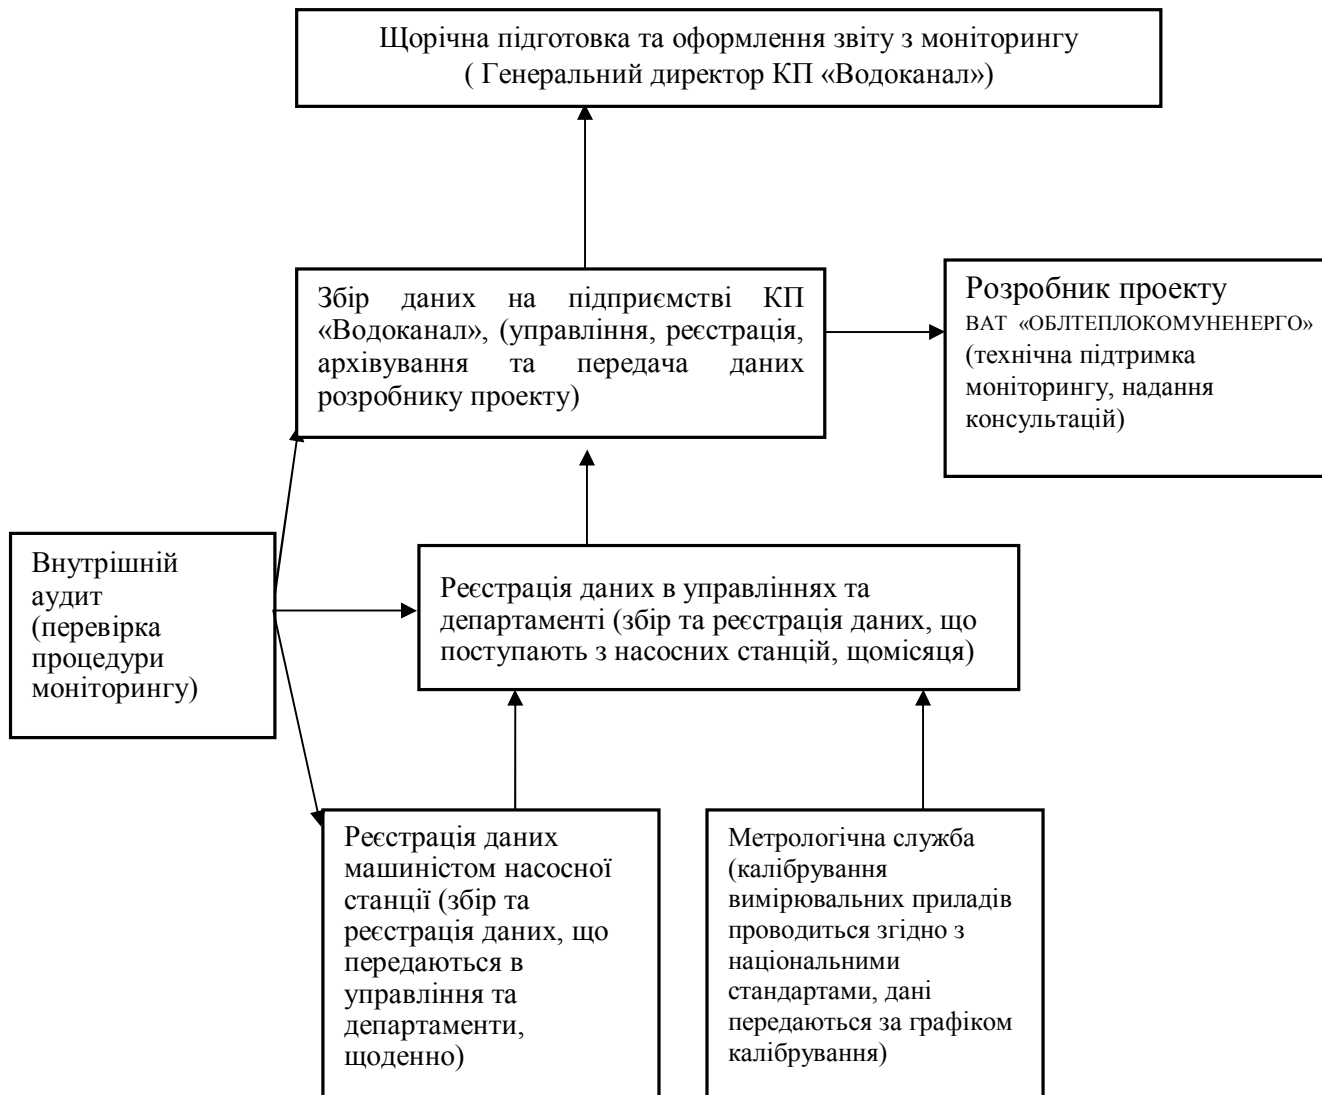 Щорічна підготовка та оформлення звіту з моніторингу
( Генеральний директор КП «Водоканал»)
Збір даних на підприємстві КП
«Водоканал», (управління, реєстрація,
архівування та передача даних
розробнику проекту)
Розробник проекту
ВАТ «ОБЛТЕПЛОКОМУНЕНЕРГО»
(технічна підтримка
моніторингу, надання
консультацій)
Внутрішній
аудит
(перевірка
процедури
моніторингу)
Реєстрація даних в управліннях та
департаменті (збір та реєстрація даних, що
поступають з насосних станцій, щомісяця)
Реєстрація даних
машиністом насосної
станції (збір та
реєстрація даних, що
передаються в
управління та
департаменти,
щоденно)
Метрологічна служба
(калібрування
вимірювальних приладів
проводиться згідно з
національними
стандартами, дані
передаються за графіком
калібрування)